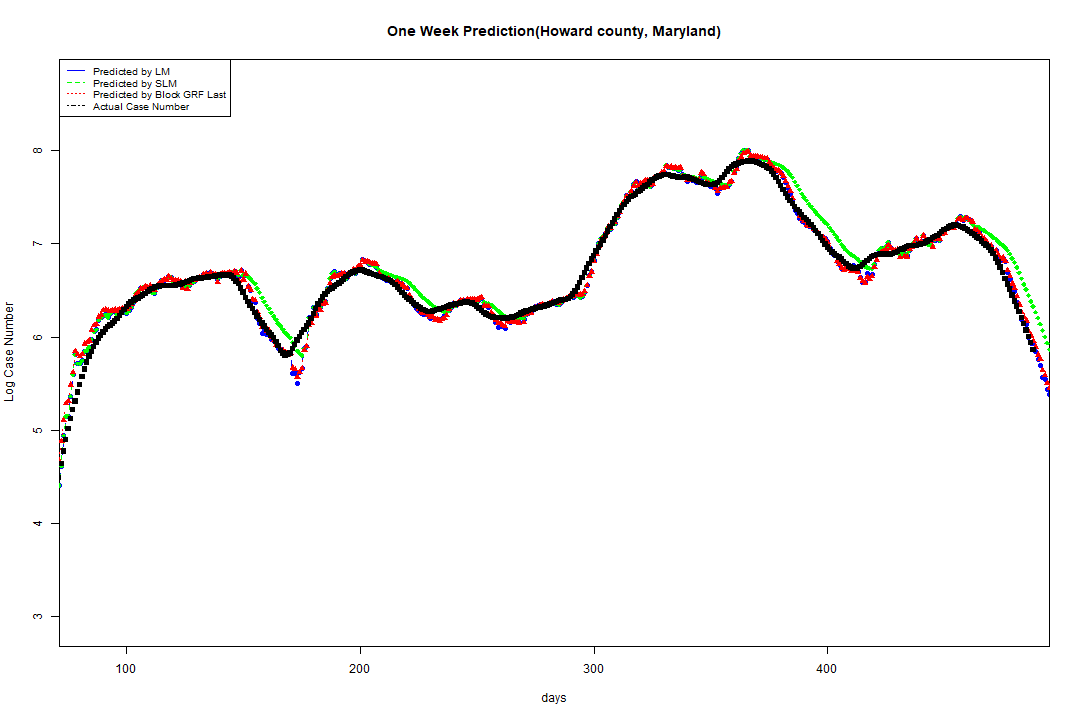 One Week Prediction(Howard county, Maryland)
Predicted by LM
Predicted by SLM
Predicted by Block GRF Last
Actual Case Number
8
7
6
5
4
3
Log Case Number
100 200 300 400
days